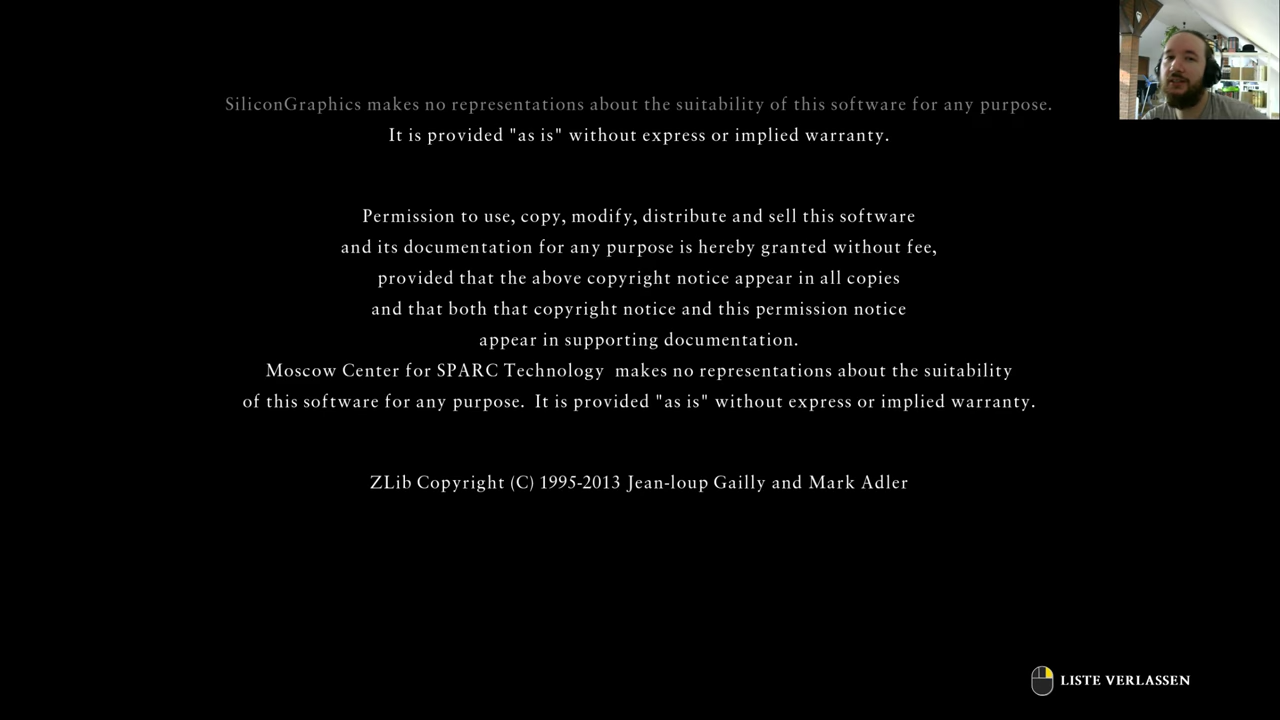 SiliconGraphics makes no representations about the suitability of this software for any purpose.
It is provided "as is" without express or implied warranty.
Permission to use, copy, modify, distribute and sell this software
and its documentation for any purpose is hereby granted without fee,
provided that the above copyright notice appear in all copies
and that both that copyright notice and this permission notice
appear in supporting documentation.
Moscow Center for SPARC Technology  makes no representations about the suitability
of this software for any purpose.  It is provided "as is" without express or implied warranty.
ZLib Copyright (C) 1995-2013 Jean-loup Gailly and Mark Adler
LISTE VERLASSEN